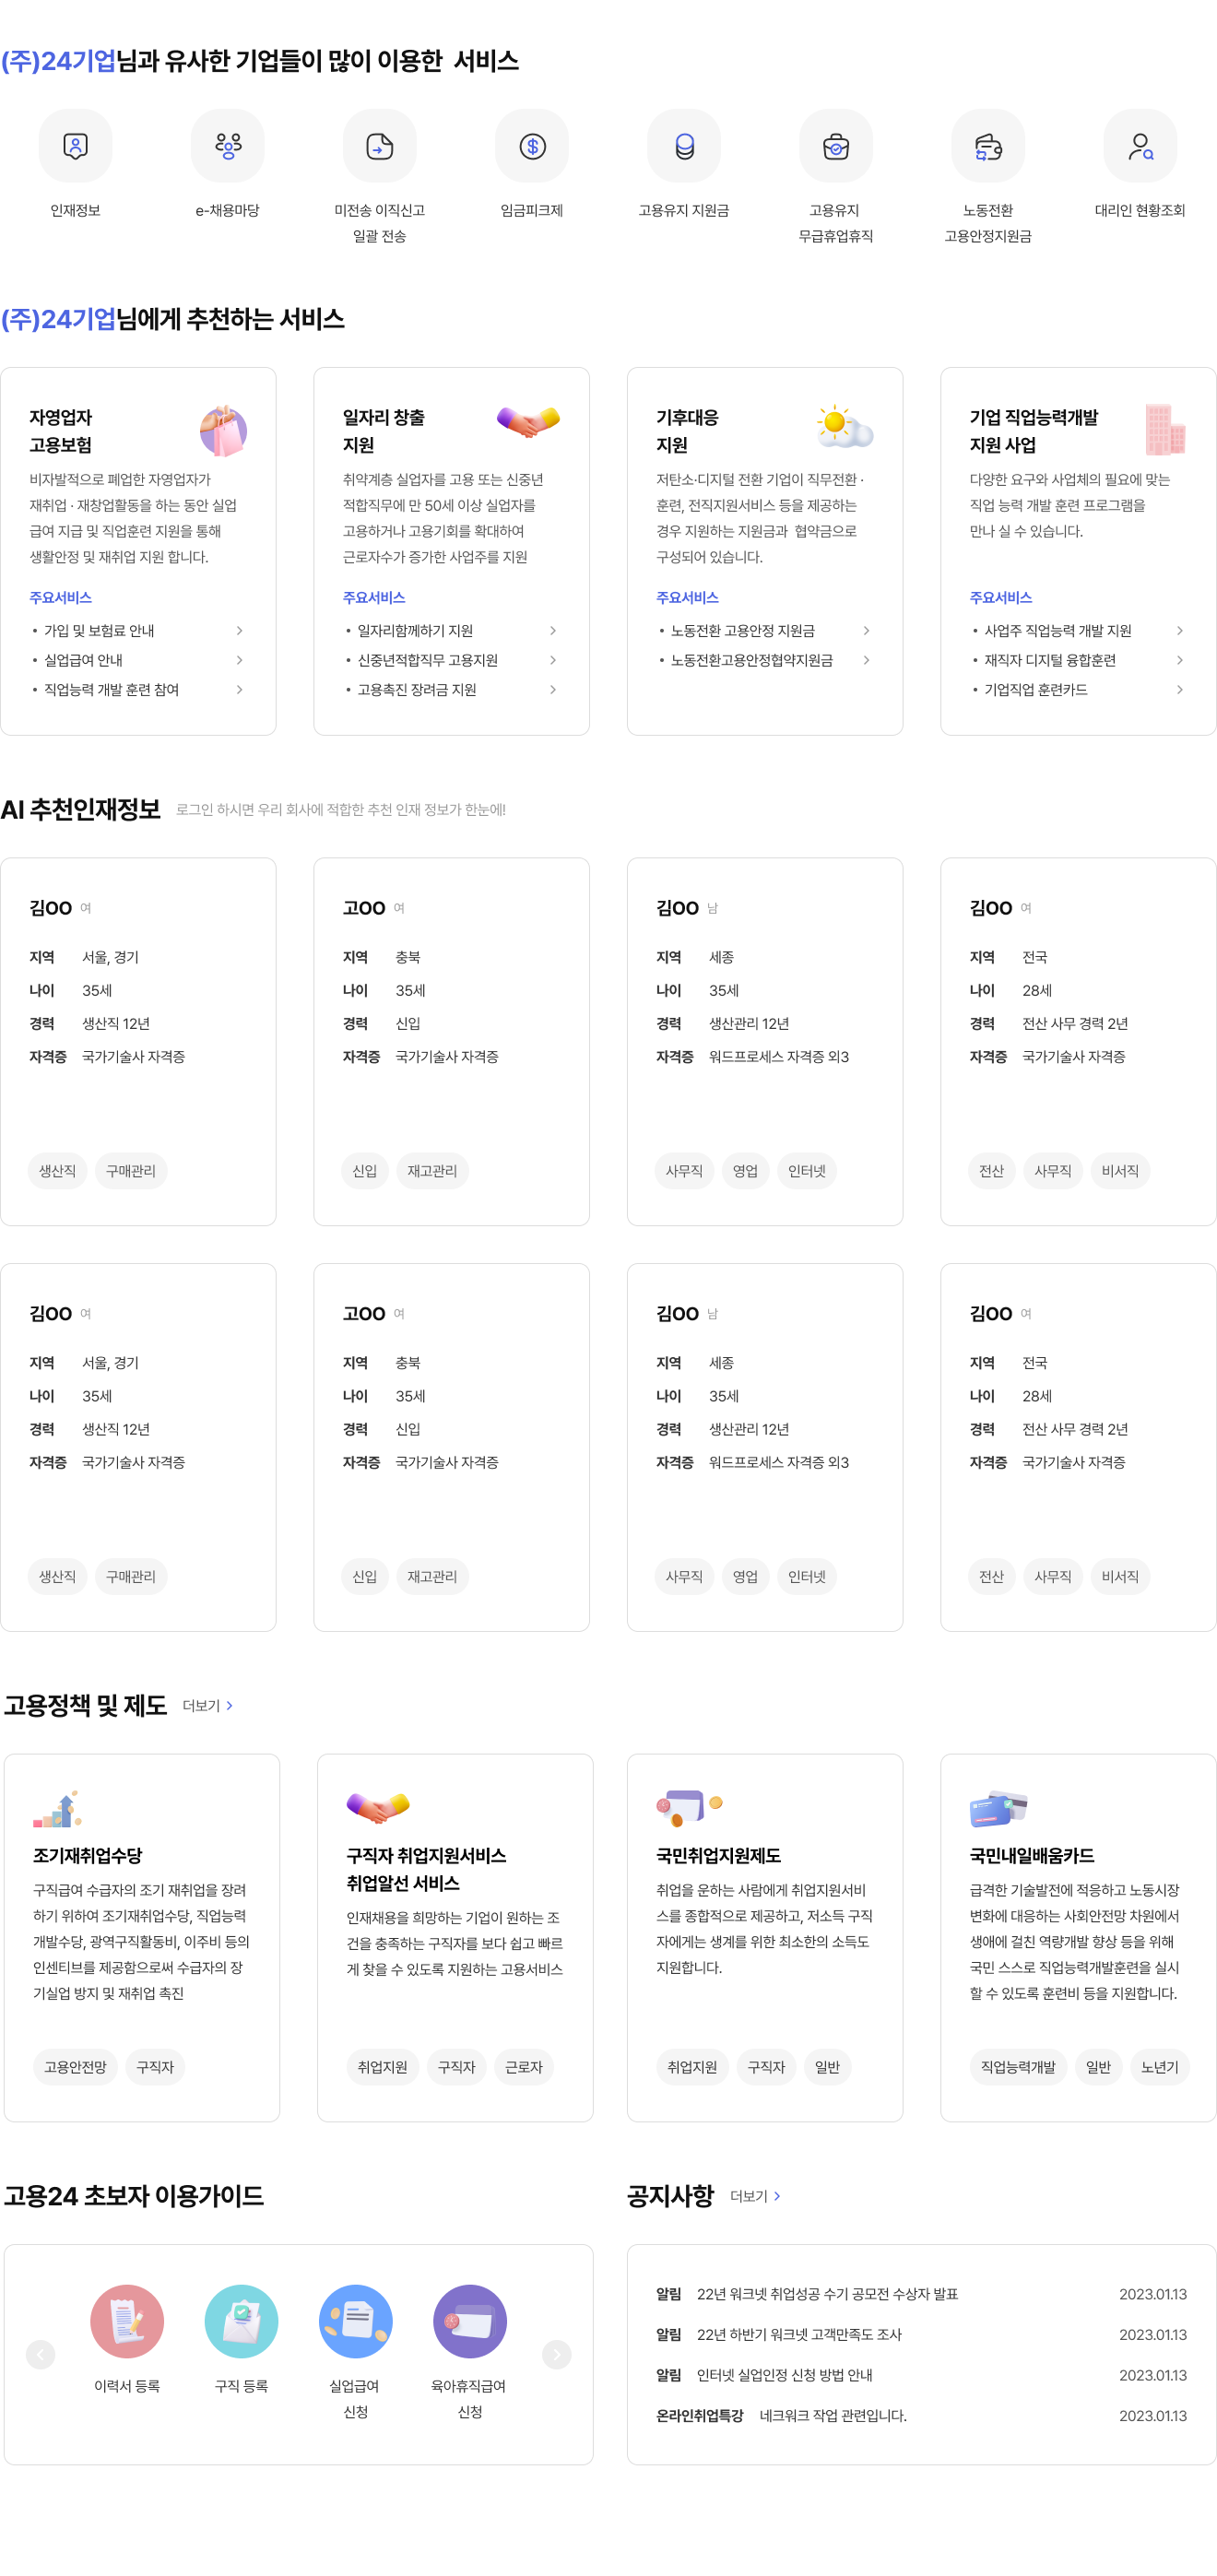 (주)24기업님과 유사한 기업들이 많이 이용한 서비스
인재정보
e-채용마당
미전송 이직신고
일괄 전송
임금피크제
고용유지 지원금
고용유지
무급휴업휴직
노동전환
고용안정지원금
대리인 현황조회
(주)24기업님에게 추천하는 서비스
자영업자
고용보험
비자발적으로 폐업한 자영업자가
재취업 · 재창업활동을 하는 동안 실업
급여 지급 및 직업훈련 지원을 통해
생활안정 및 재취업 지원 합니다.
주요서비스
• 가입 및 보험료 안내
• 실업급여 안내
• 직업능력 개발 훈련 참여
일자리 창출
지원
취약계층 실업자를 고용 또는 신중년
적합직무에 만 50세 이상 실업자를
고용하거나 고용기회를 확대하여
근로자수가 증가한 사업주를 지원
주요서비스
• 일자리함께하기 지원
• 신중년적합직무 고용지원
• 고용촉진 장려금 지원
기후대응
지원
저탄소·디지털 전환 기업이 직무전환 ·
훈련, 전직지원서비스 등을 제공하는
경우 지원하는 지원금과 협약금으로
구성되어 있습니다.
주요서비스
• 노동전환 고용안정 지원금
• 노동전환고용안정협약지원금
기업 직업능력개발
지원 사업
다양한 요구와 사업체의 필요에 맞는
직업 능력 개발 훈련 프로그램을
만나 실 수 있습니다.
주요서비스
• 사업주 직업능력 개발 지원
• 재직자 디지털 융합훈련
• 기업직업 훈련카드
AI 추천인재정보 로그인 하시면 우리 회사에 적합한 추천 인재 정보가 한눈에!
김OO 여
지역 서울, 경기
나이 35세
경력 생산직 12년
자격증 국가기술사 자격증
생산직 구매관리
고OO 여
지역 충북
나이 35세
경력 신입
자격증 국가기술사 자격증
신입 재고관리
김OO 남
지역 세종
나이 35세
경력 생산관리 12년
자격증 워드프로세스 자격증 외3
사무직 영업 인터넷
김OO 여
지역 전국
나이 28세
경력 전산 사무 경력 2년
자격증 국가기술사 자격증
전산 사무직 비서직
김OO 여
지역 서울, 경기
나이 35세
경력 생산직 12년
자격증 국가기술사 자격증
생산직 구매관리
고OO 여
지역 충북
나이 35세
경력 신입
자격증 국가기술사 자격증
신입 재고관리
김OO 남
지역 세종
나이 35세
경력 생산관리 12년
자격증 워드프로세스 자격증 외3
사무직 영업 인터넷
김OO 여
지역 전국
나이 28세
경력 전산 사무 경력 2년
자격증 국가기술사 자격증
전산 사무직 비서직
고용정책 및 제도 더보기
조기재취업수당
구직급여 수급자의 조기 재취업을 장려
하기 위하여 조기재취업수당, 직업능력
개발수당, 광역구직활동비, 이주비 등의
인센티브를 제공함으로써 수급자의 장
기실업 방지 및 재취업 촉진
고용안전망 구직자
구직자 취업지원서비스
취업알선 서비스
인재채용을 희망하는 기업이 원하는 조
건을 충족하는 구직자를 보다 쉽고 빠르
게 찾을 수 있도록 지원하는 고용서비스
취업지원 구직자 근로자
국민취업지원제도
취업을 운하는 사람에게 취업지원서비
스를 종합적으로 제공하고, 저소득 구직
자에게는 생계를 위한 최소한의 소득도
지원합니다.
취업지원 구직자 일반
국민내일배움카드
급격한 기술발전에 적응하고 노동시장
변화에 대응하는 사회안전망 차원에서
생애에 걸친 역량개발 향상 등을 위해
국민 스스로 직업능력개발훈련을 실시
할 수 있도록 훈련비 등을 지원합니다.
직업능력개발 일반 노년기
고용24 초보자 이용가이드
이력서 등록
구직 등록
실업급여
신청
육아휴직급여
신청
공지사항 더보기
알림 22년 워크넷 취업성공 수기 공모전 수상자 발표 2023.01.13
알림 22년 하반기 워크넷 고객만족도 조사 2023.01.13
알림 인터넷 실업인정 신청 방법 안내 2023.01.13
온라인취업특강 네크워크 작업 관련입니다. 2023.01.13